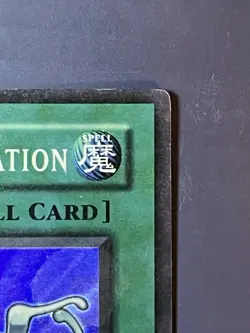 SPELL
ATION 魔
LL CARD]